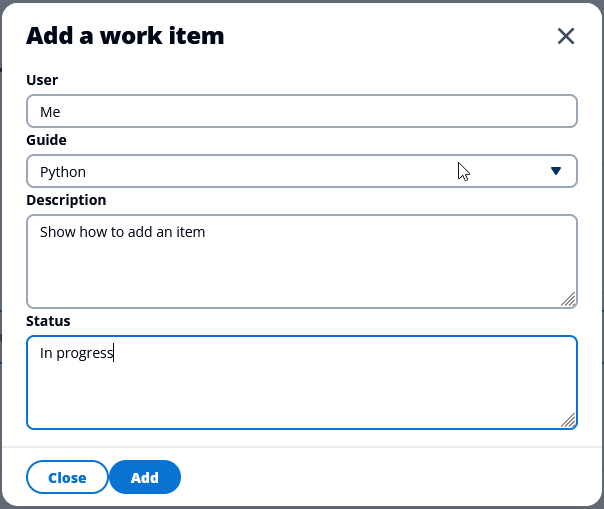 Add a work item
User
Me
Guide
Python
Description
Show how to add an item
Status
In progress
Close
Add